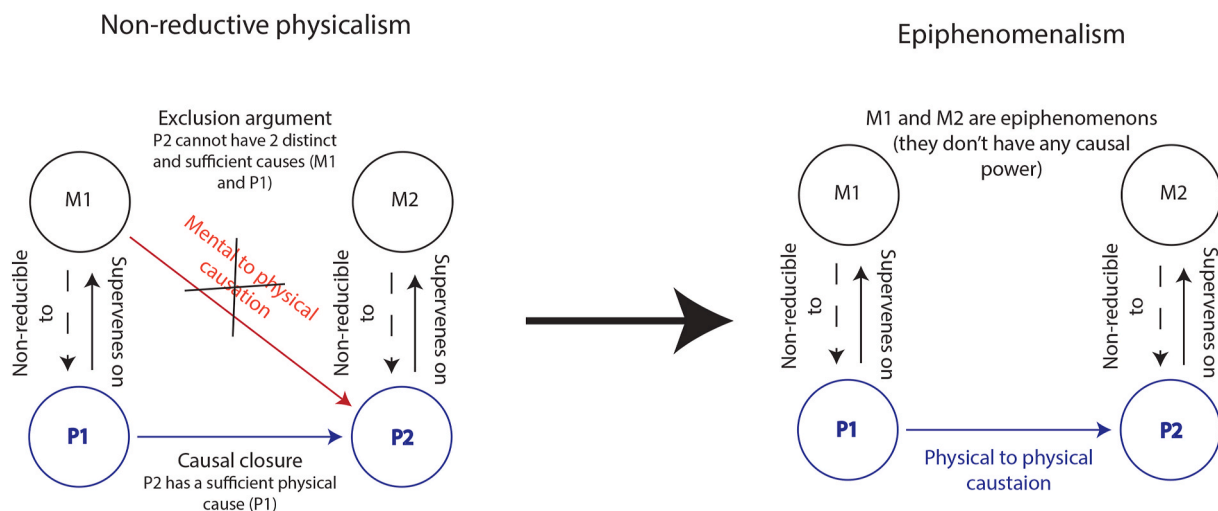 Non-reductive physicalism
Exclusion argument
P2 cannot have 2 distinct
and sufficient causes (M1
and P1)
M1
M2
Mental to physical
causation
Non-reducible
to
Supervenes on
Non-reducible
to
Supervenes on
P1
P2
Causal closure
P2 has a sufficient physical
cause (P1)
Epiphenomenalism
M1 and M2 are epiphenomenons
(they don't have any causal
power)
M1
M2
Non-reducible
to
Supervenes on
Non-reducible
to
Supervenes on
P1
P2
Physical to physical
caustaion